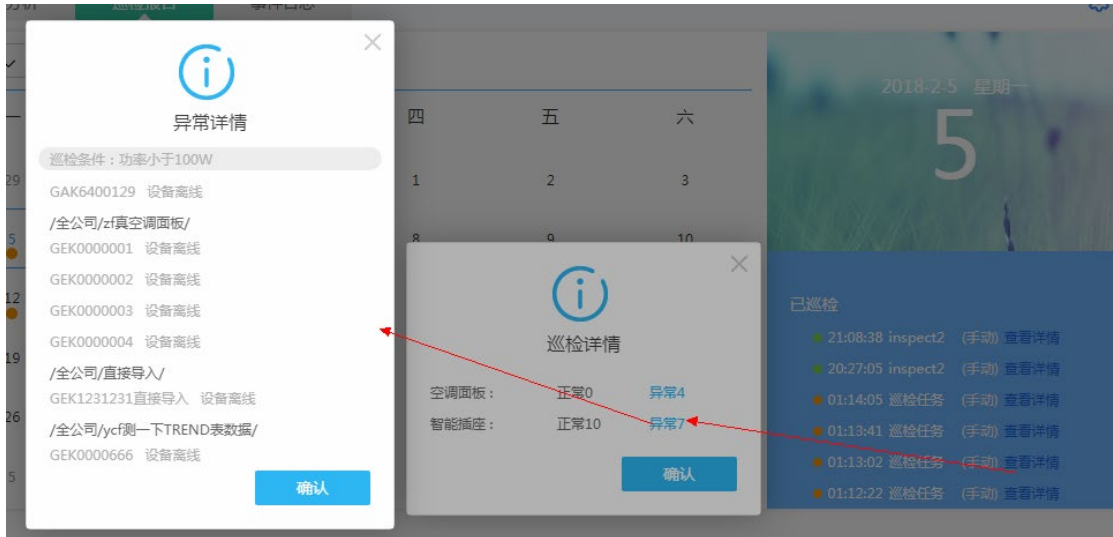 巡检报告
事件日志
异常详情
巡检条件：功率小于100W
GAK6400129 设备离线
/全公司/zf真空调面板/
GEK0000001 设备离线
GEK0000002 设备离线
GEK0000003 设备离线
GEK0000004 设备离线
/全公司/直接导入/
GEK1231231直接导入 设备离线
/全公司/ycf测一下TREND表数据/
GEK0000666 设备离线
确认
一
29
5
12
19
26
5
四 五 六
1 2 3
8 9 10
巡检详情
空调面板： 正常0 异常4
智能插座： 正常10 异常7
确认
2018-2-5 星期一
5
已巡检
21:08:38 inspect2 (手动) 查看详情
20:27:05 inspect2 (手动) 查看详情
01:14:05 巡检任务 (手动) 查看详情
01:13:41 巡检任务 (手动) 查看详情
01:13:02 巡检任务 (手动) 查看详情
01:12:22 巡检任务 (手动) 查看详情